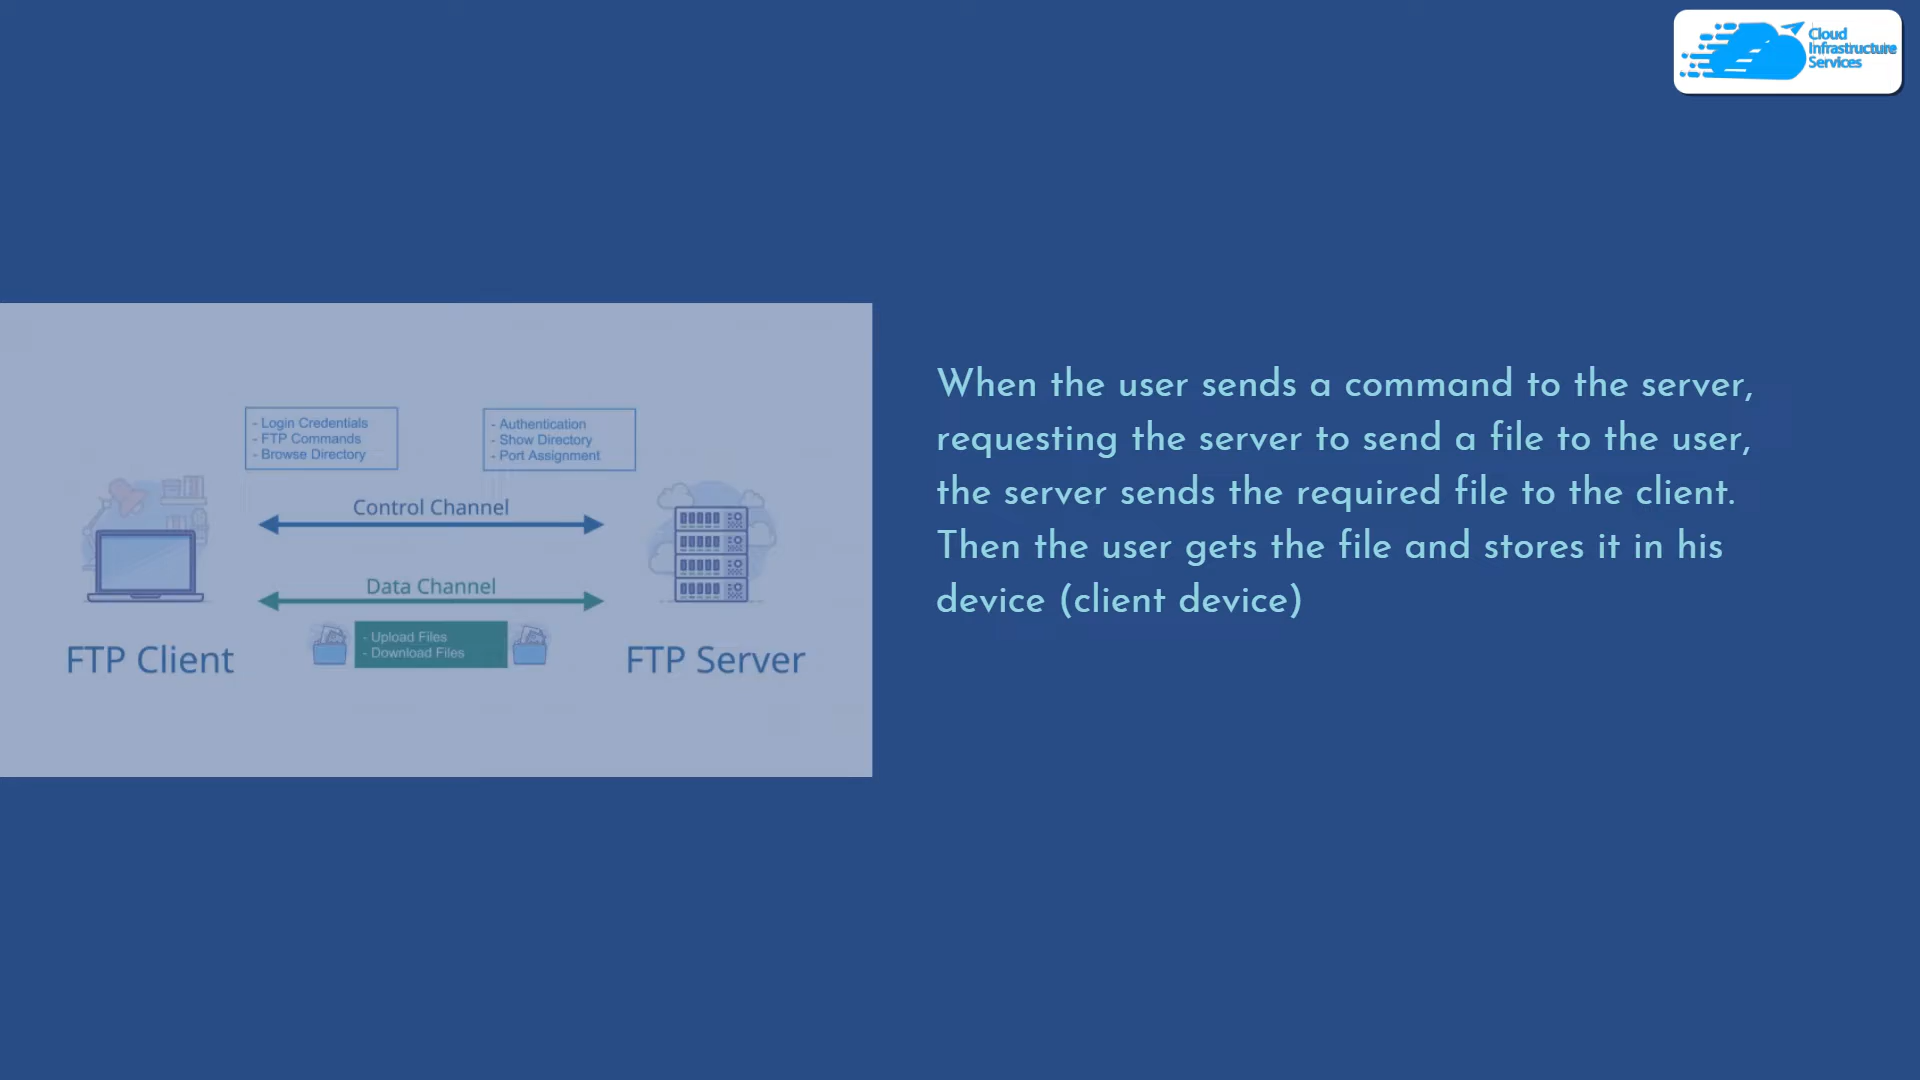 Cloud
Infrastructure
Services
- Login Credentials
- FTP Commands
- Browse Directory
- Authentication
- Show Directory
- Port Assignment
Control Channel
Data Channel
- Upload Files
- Download Files
FTP Client
FTP Server
When the user sends a command to the server,
requesting the server to send a file to the user,
the server sends the required file to the client.
Then the user gets the file and stores it in his
device (client device)